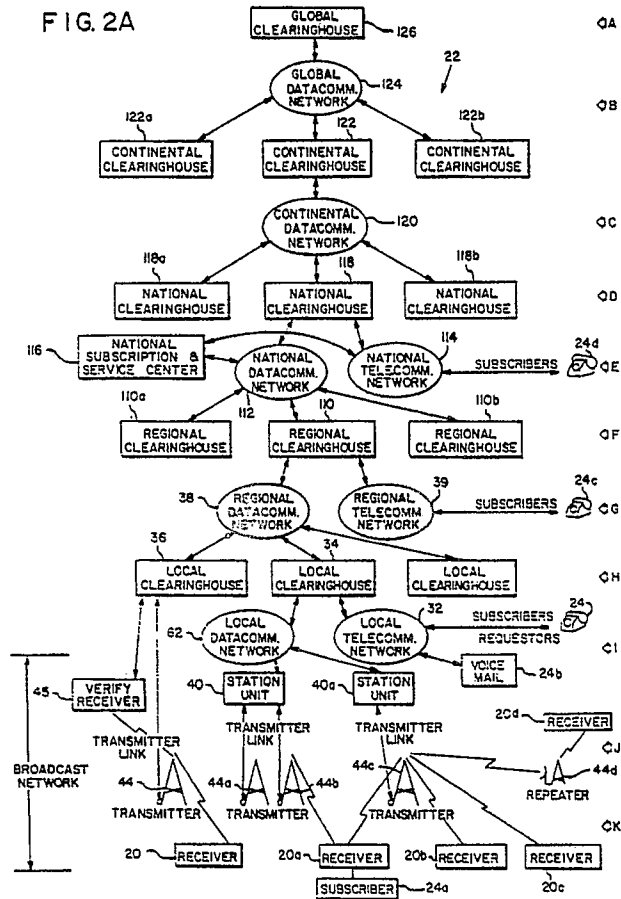 FIG. 2A
GLOBAL
CLEARINGHOUSE
126
A
GLOBAL
DATACOMM.
NETWORK
124
22
B
122a
122
122b
CONTINENTAL
CLEARINGHOUSE
CONTINENTAL
CLEARINGHOUSE
CONTINENTAL
CLEARINGHOUSE
CONTINENTAL
DATACOMM.
NETWORK
120
C
118a
118
118b
NATIONAL
CLEARINGHOUSE
NATIONAL
CLEARINGHOUSE
NATIONAL
CLEARINGHOUSE
D
116
NATIONAL
SUBSCRIPTION &
SERVICE CENTER
NATIONAL
DATACOMM.
NETWORK
112
NATIONAL
TELECOMM.
NETWORK
114
SUBSCRIBERS
24d
E
110a
110
110b
REGIONAL
CLEARINGHOUSE
REGIONAL
CLEARINGHOUSE
REGIONAL
CLEARINGHOUSE
F
38
REGIONAL
DATACOMM.
NETWORK
REGIONAL
TELECOMM
NETWORK
39
SUBSCRIBERS
24c
G
36
34
LOCAL
CLEARINGHOUSE
LOCAL
CLEARINGHOUSE
LOCAL
CLEARINGHOUSE
H
62
LOCAL
DATACOMM.
NETWORK
LOCAL
TELECOMM.
NETWORK
32
SUBSCRIBERS
REQUESTORS
24
I
VOICE
MAIL
24b
45
VERIFY
RECEIVER
40
STATION
UNIT
40a
STATION
UNIT
20d
RECEIVER
BROADCAST
NETWORK
TRANSMITTER
LINK
TRANSMITTER
LINK
TRANSMITTER
LINK
J
44
44a
44b
44c
44d
REPEATER
TRANSMITTER
TRANSMITTER
TRANSMITTER
K
20
RECEIVER
20a
RECEIVER
20b
RECEIVER
RECEIVER
20c
SUBSCRIBER
24a